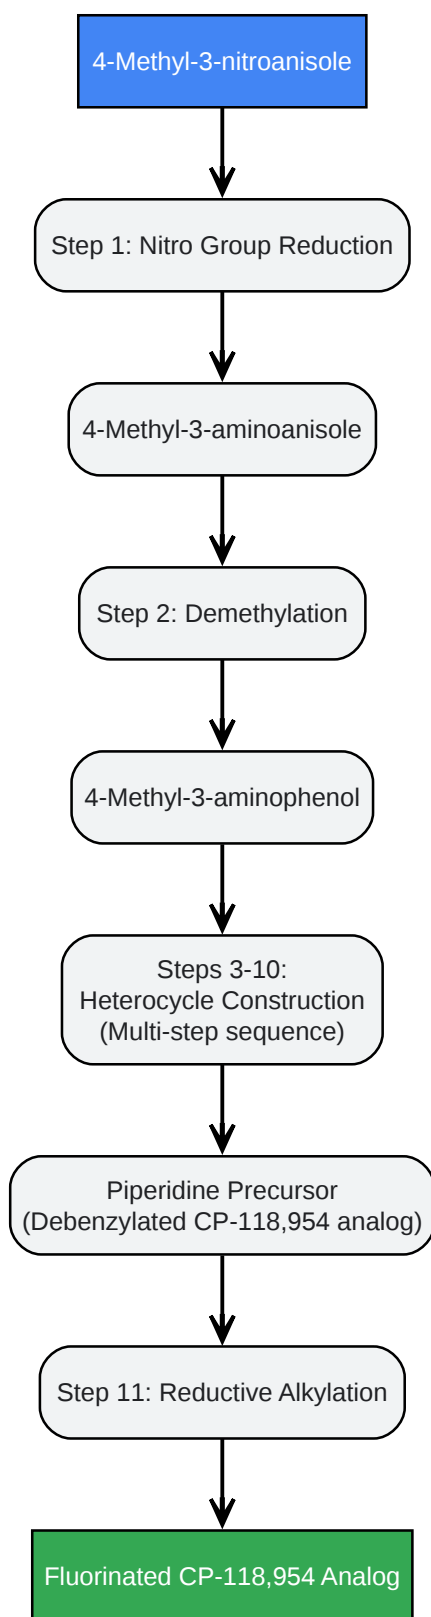 4-Methyl-3-nitroanisole
Step 1: Nitro Group Reduction
4-Methyl-3-aminoanisole
Step 2: Demethylation
4-Methyl-3-aminophenol
Steps 3-10:
Heterocycle Construction
(Multi-step sequence)
Piperidine Precursor
(Debenzylated CP-118,954 analog)
Step 11: Reductive Alkylation
Fluorinated CP-118,954 Analog